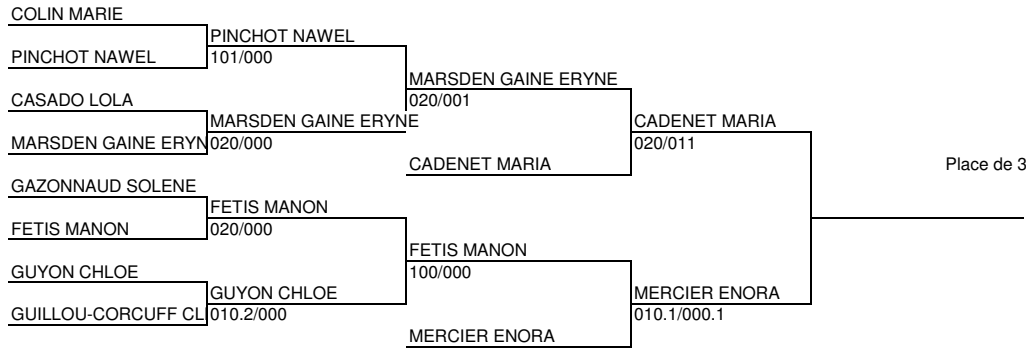 COLIN MARIE
PINCHOT NAWEL
PINCHOT NAWEL
101/000
MARSDEN GAINE ERYNE
020/001
CASADO LOLA
MARSDEN GAINE ERYNE
CADENET MARIA
MARSDEN GAINE ERYN
020/000
020/011
CADENET MARIA
Place de 3
GAZONNAUD SOLENE
FETIS MANON
FETIS MANON
020/000
FETIS MANON
100/000
GUYON CHLOE
GUYON CHLOE
MERCIER ENORA
GUILLOU-CORCUFF CL
010.2/000
010.1/000.1
MERCIER ENORA